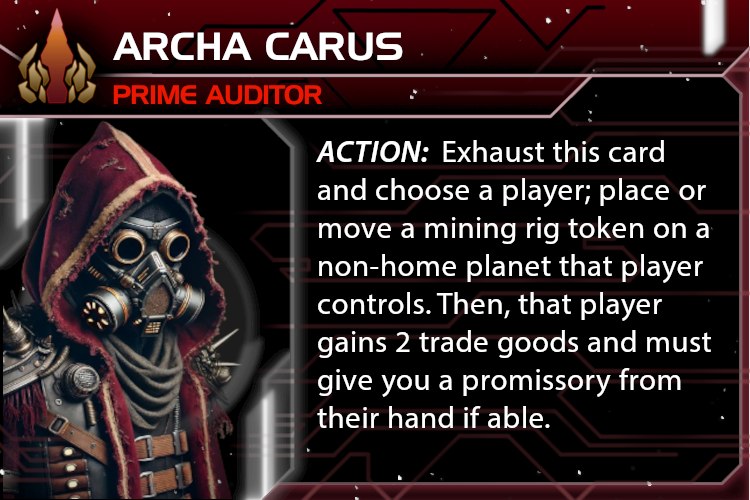 ARCHA CARUS
PRIME AUDITOR
ACTION: Exhaust this card
and choose a player; place or
move a mining rig token on a
non-home planet that player
controls. Then, that player
gains 2 trade goods and must
give you a promissory from
their hand if able.